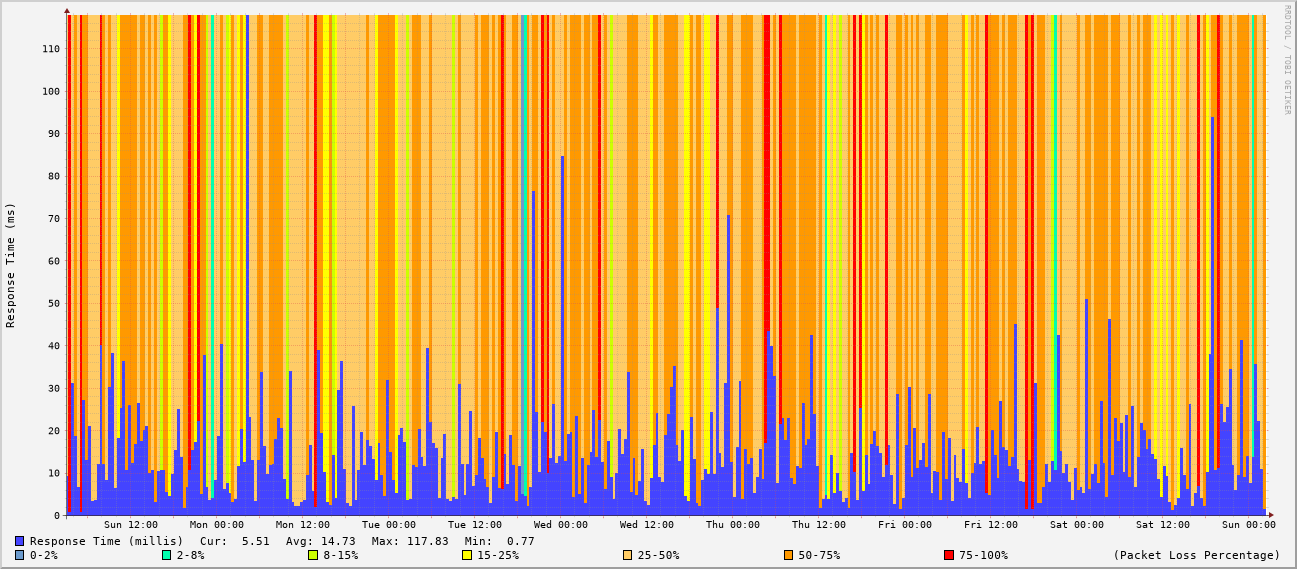 RRDTOOL / TOBI OETIKER
Response Time (ms)
110
100
90
80
70
60
50
40
30
20
10
0
Sun 12:00 Mon 00:00 Mon 12:00 Tue 00:00 Tue 12:00 Wed 00:00 Wed 12:00 Thu 00:00 Thu 12:00 Fri 00:00 Fri 12:00 Sat 00:00 Sat 12:00 Sun 00:00
Response Time (millis) Cur: 5.51 Avg: 14.73 Max: 117.83 Min: 0.77
0-2% 2-8% 8-15% 15-25% 25-50% 50-75% 75-100% (Packet Loss Percentage)